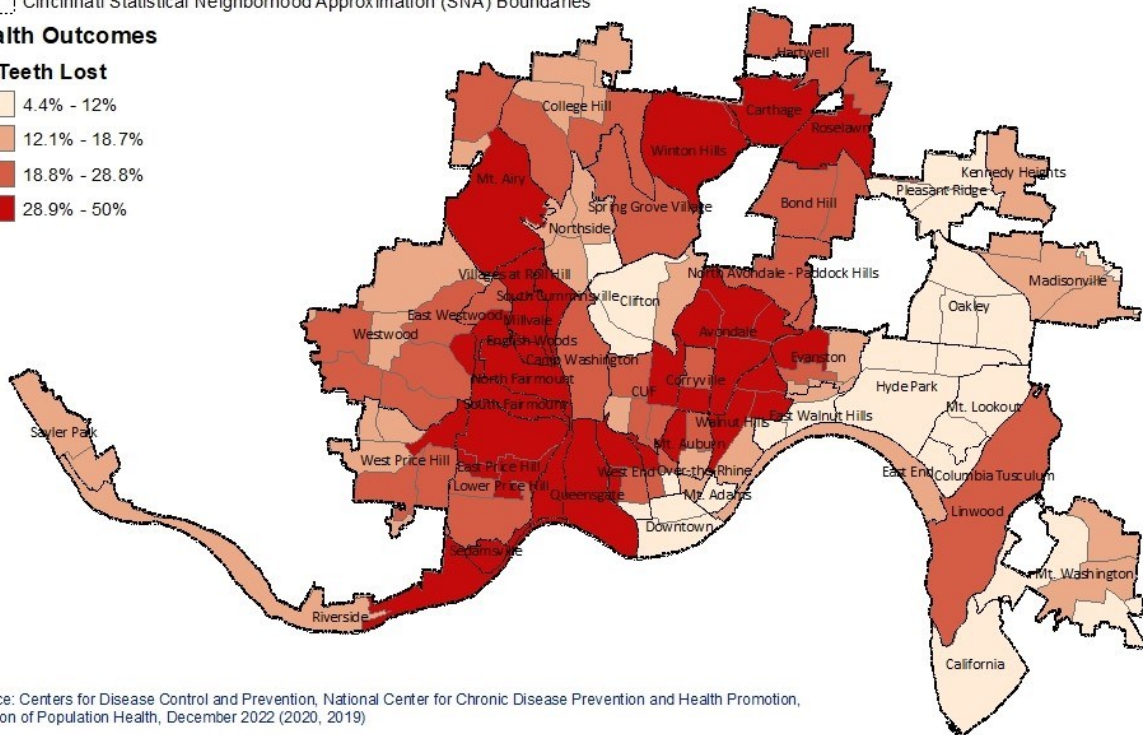 Cincinnati Statistical Neighborhood Approximation (SNA) Boundaries
alth Outcomes
Teeth Lost
4.4% - 12%
12.1% - 18.7%
18.8% - 28.8%
28.9% - 50%
Hartwell
College Hill
Carthage
Roselawn
Winton Hills
Kennedy Heights
Mt. Airy
Pleasant Ridge
Spring Grove Village
Bond Hill
Northside
Villages at Roll Hill
North Avondale - Paddock Hills
Madisonville
South Cumminsville
Clifton
Oakley
East Westwood
Millvale
Westwood
Avondale
English Woods
Camp Washington
Evanston
North Fairmount
Corryville
CUF
Hyde Park
South Fairmount
Mt. Lookout
Walnut Hills
East Walnut Hills
Sayler Park
Mt. Auburn
West Price Hill
East Price Hill
West End
Over-the-Rhine
East End
Columbia Tusculum
Lower Price Hill
Queensgate
Mt. Adams
Linwood
Downtown
Sedamsville
Mt. Washington
Riverside
California
ce: Centers for Disease Control and Prevention, National Center for Chronic Disease Prevention and Health Promotion,
on of Population Health, December 2022 (2020, 2019)